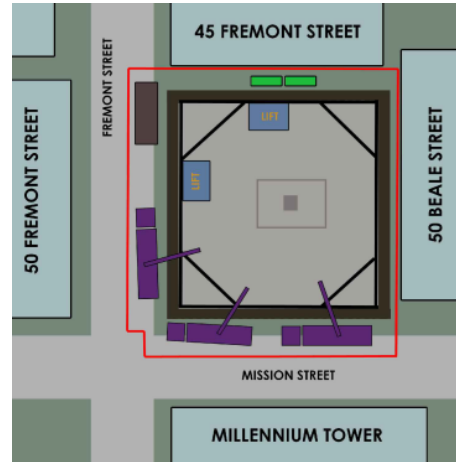 45 FREMONT STREET
FREMONT STREET
50 FREMONT STREET
50 BEALE STREET
LIFT
LIFT
MISSION STREET
MILLENNIUM TOWER